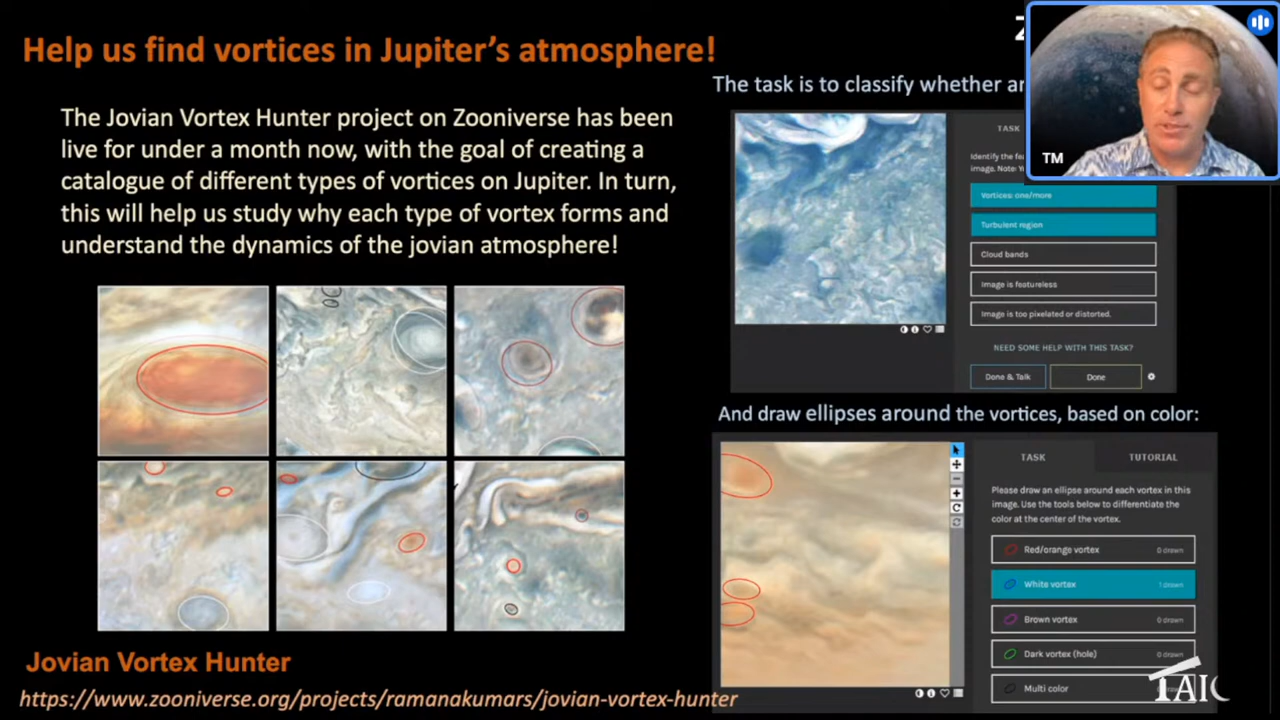 Help us find vortices in Jupiter's atmosphere!
The Jovian Vortex Hunter project on Zooniverse has been
live for under a month now, with the goal of creating a
catalogue of different types of vortices on Jupiter. In turn,
this will help us study why each type of vortex forms and
understand the dynamics of the jovian atmosphere!
Jovian Vortex Hunter
https://www.zooniverse.org/projects/ramanakumars/jovian-vortex-hunter
Z
TM
The task is to classify whether
TASK
Identify the
image. Note:
Vortices: one/more
Turbulent region
Cloud bands
Image is featureless
Image is too pixelated or distorted.
NEED SOME HELP WITH THIS TASK?
Done & Talk
Done
And draw ellipses around the vortices, based on color:
TASK
TUTORIAL
Please draw an ellipse around each vortex in this
image. Use the tools below to differentiate the
color at the center of the vortex.
Red/orange vortex 0 drawn
White vortex 1 drawn
Brown vortex 0 drawn
Dark vortex (hole) 0 drawn
Multi color
TAIC